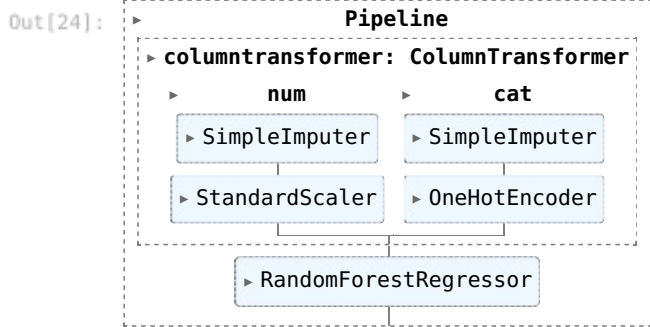 Out[24]:
▸ Pipeline
▸ columntransformer: ColumnTransformer
▸ num ▸ cat
▸ SimpleImputer ▸ SimpleImputer
▸ StandardScaler ▸ OneHotEncoder
▸ RandomForestRegressor